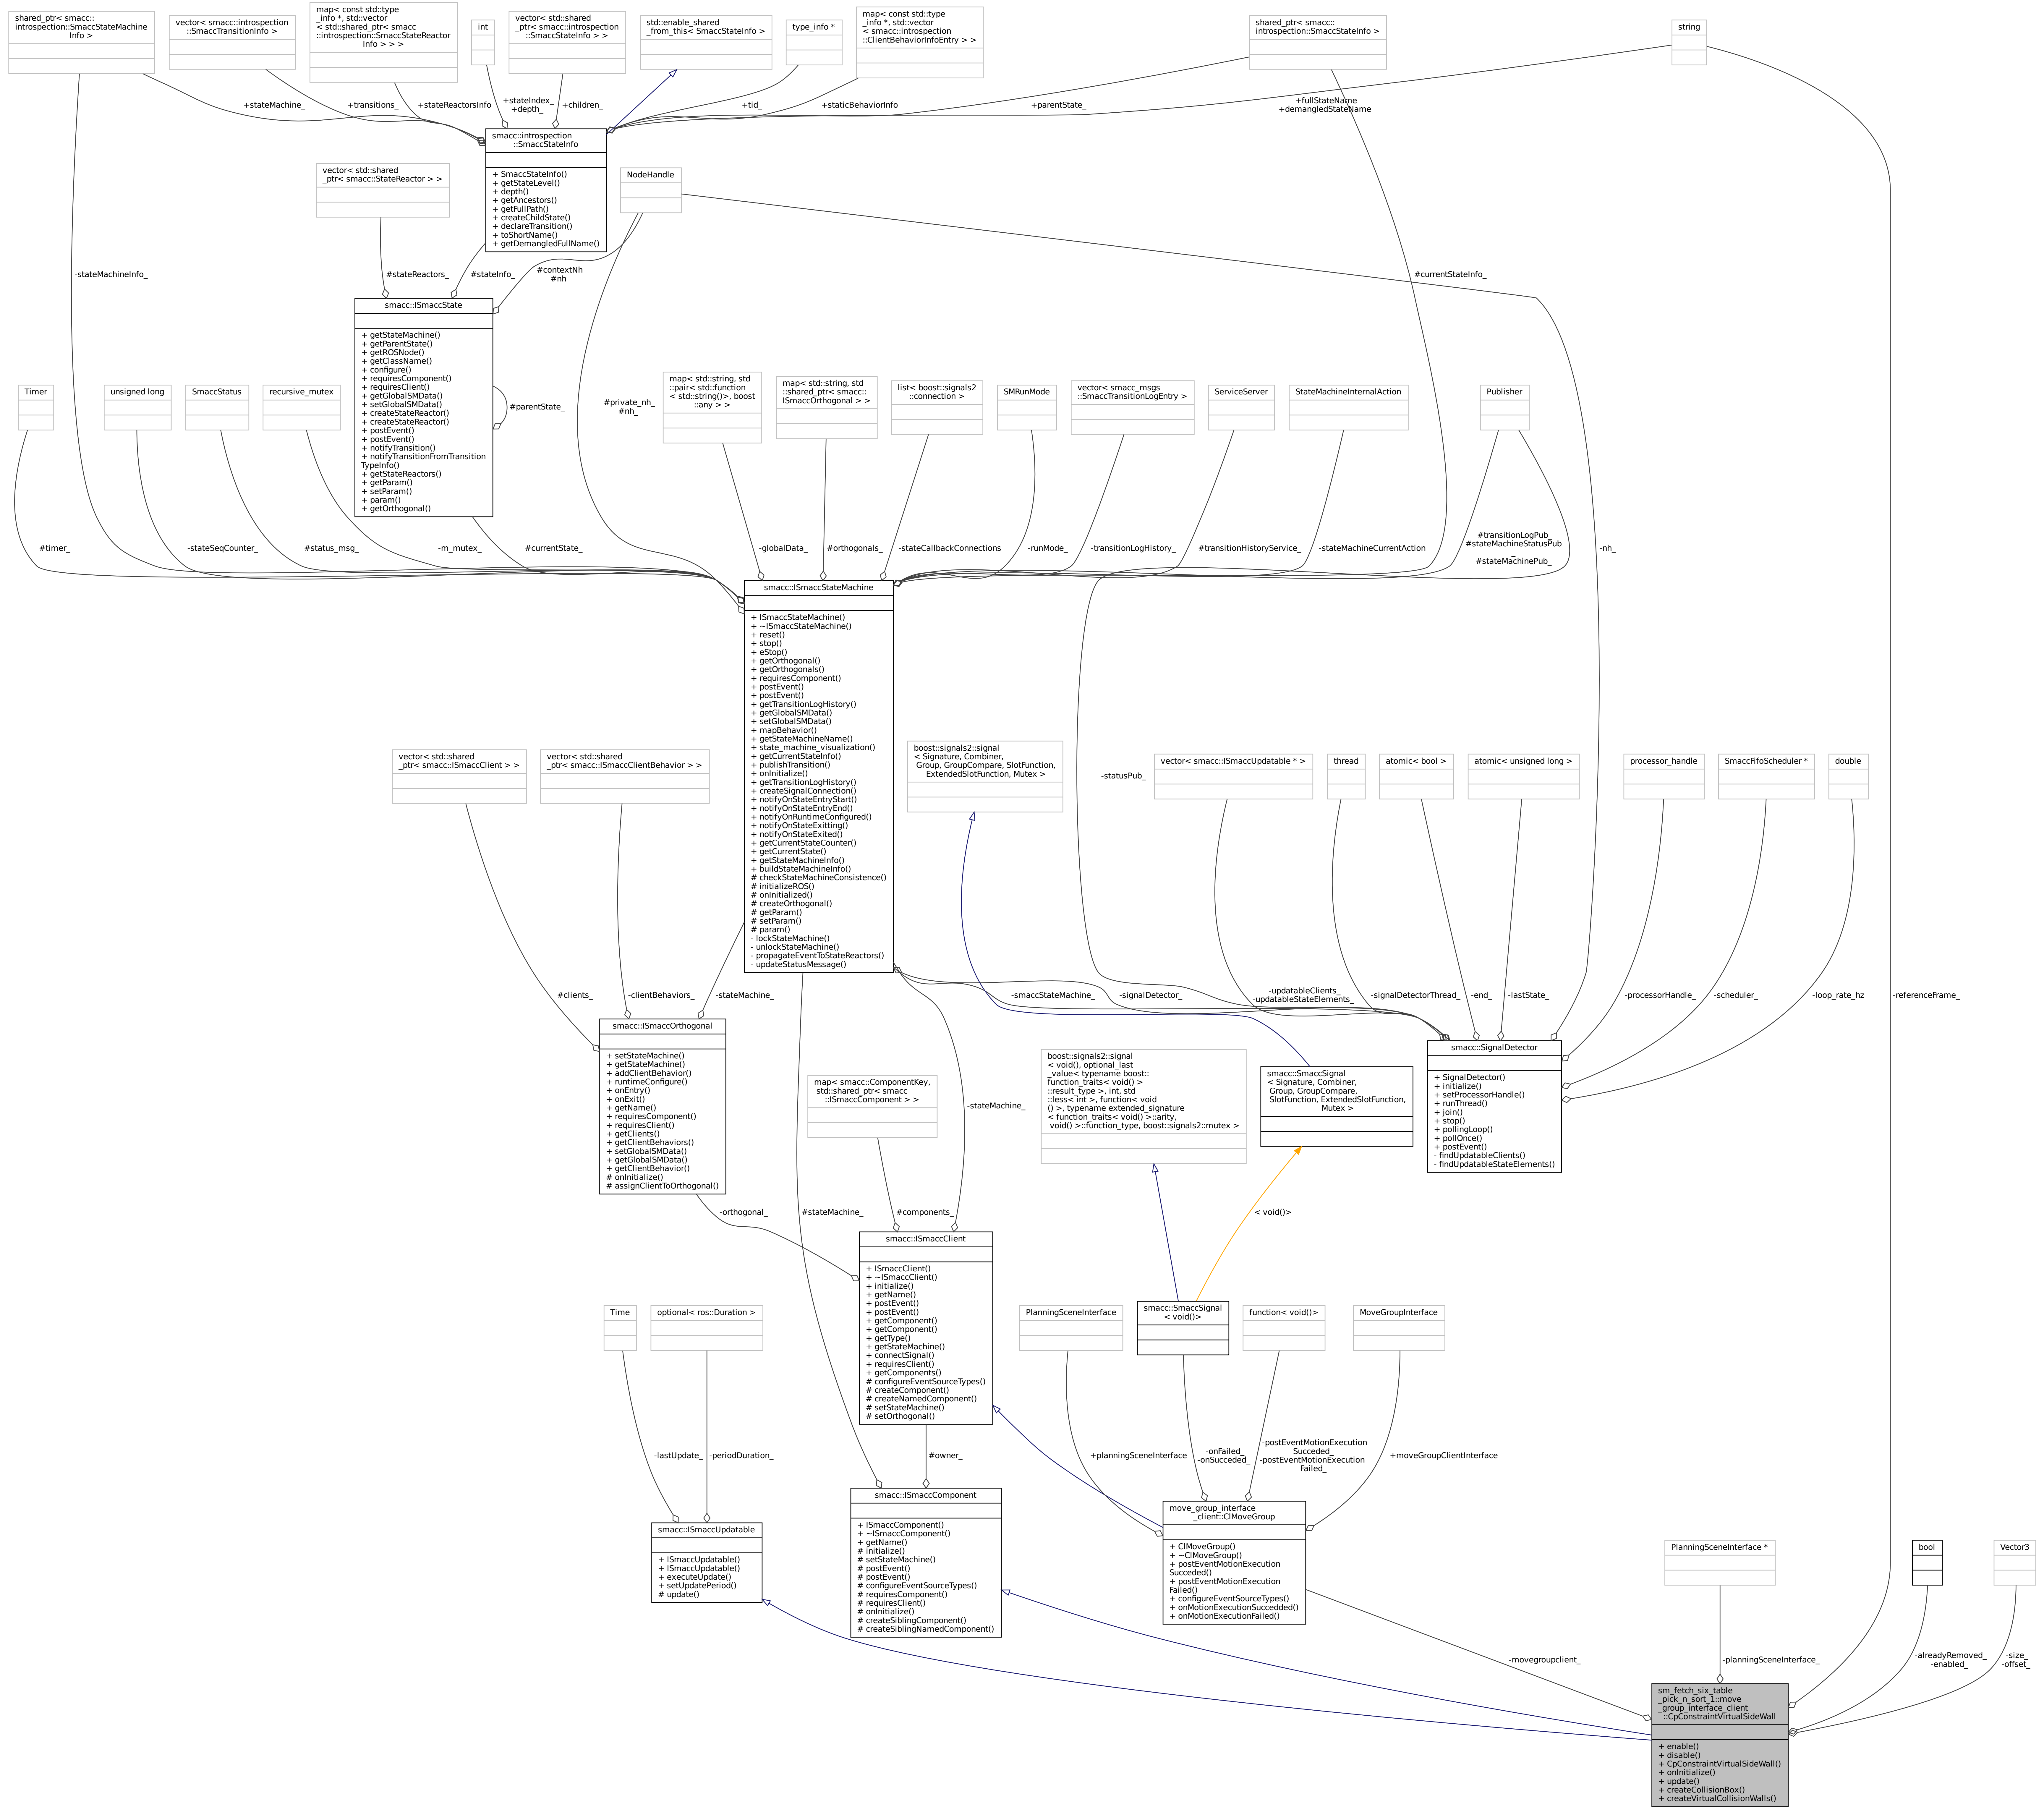 shared_ptr< smacc::
introspection::SmaccStateMachine
Info >
vector< smacc::introspection
::SmaccTransitionInfo >
map< const std::type
_info *, std::vector
< std::shared_ptr< smacc
::introspection::SmaccStateReactor
Info > > >
int
vector< std::shared
_ptr< smacc::introspection
::SmaccStateInfo > >
std::enable_shared
_from_this< SmaccStateInfo >
type_info *
map< const std::type
_info *, std::vector
< smacc::introspection
::ClientBehaviorInfoEntry > >
shared_ptr< smacc::
introspection::SmaccStateInfo >
string
+stateMachine_
+transitions_
+stateReactorsInfo
+stateIndex_
+depth_
+children_
+tid_
+staticBehaviorInfo
+parentState_
+fullStateName
+demangledStateName
smacc::introspection
::SmaccStateInfo
+ SmaccStateInfo()
+ getStateLevel()
+ depth()
+ getAncestors()
+ getFullPath()
+ createChildState()
+ declareTransition()
+ toShortName()
+ getDemangledFullName()
vector< std::shared
_ptr< smacc::StateReactor > >
NodeHandle
-stateMachineInfo_
#stateReactors_
#stateInfo_
#contextNh
#nh
#currentStateInfo_
smacc::ISmaccState
+ getStateMachine()
+ getParentState()
+ getROSNode()
+ getClassName()
+ configure()
+ requiresComponent()
+ requiresClient()
+ getGlobalSMData()
+ setGlobalSMData()
+ createStateReactor()
+ createStateReactor()
+ postEvent()
+ postEvent()
+ notifyTransition()
+ notifyTransitionFromTransition
TypeInfo()
+ getStateReactors()
+ getParam()
+ setParam()
+ param()
+ getOrthogonal()
#parentState_
#private_nh_
#nh_
Timer
unsigned long
SmaccStatus
recursive_mutex
map< std::string, std
::pair< std::function
< std::string()>, boost
::any > >
map< std::string, std
::shared_ptr< smacc::
ISmaccOrthogonal > >
list< boost::signals2
::connection >
SMRunMode
vector< smacc_msgs
::SmaccTransitionLogEntry >
ServiceServer
StateMachineInternalAction
Publisher
#timer_
-stateSeqCounter_
#status_msg_
-m_mutex_
#currentState_
-globalData_
#orthogonals_
-stateCallbackConnections
-runMode_
-transitionLogHistory_
#transitionHistoryService_
-stateMachineCurrentAction
#transitionLogPub_
#stateMachineStatusPub
_
#stateMachinePub_
-nh_
smacc::ISmaccStateMachine
+ ISmaccStateMachine()
+ ~ISmaccStateMachine()
+ reset()
+ stop()
+ eStop()
+ getOrthogonal()
+ getOrthogonals()
+ requiresComponent()
+ postEvent()
+ postEvent()
+ getTransitionLogHistory()
+ getGlobalSMData()
+ setGlobalSMData()
+ mapBehavior()
+ getStateMachineName()
+ state_machine_visualization()
+ getCurrentStateInfo()
+ publishTransition()
+ onInitialize()
+ getTransitionLogHistory()
+ createSignalConnection()
+ notifyOnStateEntryStart()
+ notifyOnStateEntryEnd()
+ notifyOnRuntimeConfigured()
+ notifyOnStateExitting()
+ notifyOnStateExited()
+ getCurrentStateCounter()
+ getCurrentState()
+ getStateMachineInfo()
+ buildStateMachineInfo()
# checkStateMachineConsistence()
# initializeROS()
# onInitialized()
# createOrthogonal()
# getParam()
# setParam()
# param()
- lockStateMachine()
- unlockStateMachine()
- propagateEventToStateReactors()
- updateStatusMessage()
vector< std::shared
_ptr< smacc::ISmaccClient > >
vector< std::shared
_ptr< smacc::ISmaccClientBehavior > >
boost::signals2::signal
< Signature, Combiner,
Group, GroupCompare, SlotFunction,
ExtendedSlotFunction, Mutex >
-statusPub_
vector< smacc::ISmaccUpdatable * >
thread
atomic< bool >
atomic< unsigned long >
processor_handle
SmaccFifoScheduler *
double
#clients_
-clientBehaviors_
-stateMachine_
-smaccStateMachine_
-signalDetector_
-updatableClients_
-updatableStateElements_
-signalDetectorThread_
-end_
-lastState_
-processorHandle_
-scheduler_
-loop_rate_hz
-referenceFrame_
smacc::ISmaccOrthogonal
+ setStateMachine()
+ getStateMachine()
+ addClientBehavior()
+ runtimeConfigure()
+ onEntry()
+ onExit()
+ getName()
+ requiresComponent()
+ requiresClient()
+ getClients()
+ getClientBehaviors()
+ setGlobalSMData()
+ getGlobalSMData()
+ getClientBehavior()
# onInitialize()
# assignClientToOrthogonal()
map< smacc::ComponentKey,
std::shared_ptr< smacc
::ISmaccComponent > >
-stateMachine_
boost::signals2::signal
< void(), optional_last
_value< typename boost::
function_traits< void() >
::result_type >, int, std
::less< int >, function< void
() >, typename extended_signature
< function_traits< void() >::arity,
void() >::function_type, boost::signals2::mutex >
smacc::SmaccSignal
< Signature, Combiner,
Group, GroupCompare,
SlotFunction, ExtendedSlotFunction,
Mutex >
smacc::SignalDetector
+ SignalDetector()
+ initialize()
+ setProcessorHandle()
+ runThread()
+ join()
+ stop()
+ pollingLoop()
+ pollOnce()
+ postEvent()
- findUpdatableClients()
- findUpdatableStateElements()
-orthogonal_
#stateMachine_
#components_
< void()>
smacc::ISmaccClient
+ ISmaccClient()
+ ~ISmaccClient()
+ initialize()
+ getName()
+ postEvent()
+ postEvent()
+ getComponent()
+ getComponent()
+ getType()
+ getStateMachine()
+ connectSignal()
+ requiresClient()
+ getComponents()
# configureEventSourceTypes()
# createComponent()
# createNamedComponent()
# setStateMachine()
# setOrthogonal()
Time
optional< ros::Duration >
PlanningSceneInterface
smacc::SmaccSignal
< void()>
function< void()>
MoveGroupInterface
-lastUpdate_
-periodDuration_
#owner_
+planningSceneInterface
-onFailed_
-onSucceded_
-postEventMotionExecution
Succeded_
-postEventMotionExecution
Failed_
+moveGroupClientInterface
smacc::ISmaccUpdatable
+ ISmaccUpdatable()
+ ISmaccUpdatable()
+ executeUpdate()
+ setUpdatePeriod()
# update()
smacc::ISmaccComponent
+ ISmaccComponent()
+ ~ISmaccComponent()
+ getName()
# initialize()
# setStateMachine()
# postEvent()
# postEvent()
# configureEventSourceTypes()
# requiresComponent()
# requiresClient()
# onInitialize()
# createSiblingComponent()
# createSiblingNamedComponent()
move_group_interface
_client::ClMoveGroup
+ ClMoveGroup()
+ ~ClMoveGroup()
+ postEventMotionExecution
Succeded()
+ postEventMotionExecution
Failed()
+ configureEventSourceTypes()
+ onMotionExecutionSuccedded()
+ onMotionExecutionFailed()
PlanningSceneInterface *
bool
Vector3
-movegroupclient_
-planningSceneInterface_
-alreadyRemoved_
-enabled_
-size_
-offset_
sm_fetch_six_table
_pick_n_sort_1::move
_group_interface_client
::CpConstraintVirtualSideWall
+ enable()
+ disable()
+ CpConstraintVirtualSideWall()
+ onInitialize()
+ update()
+ createCollisionBox()
+ createVirtualCollisionWalls()